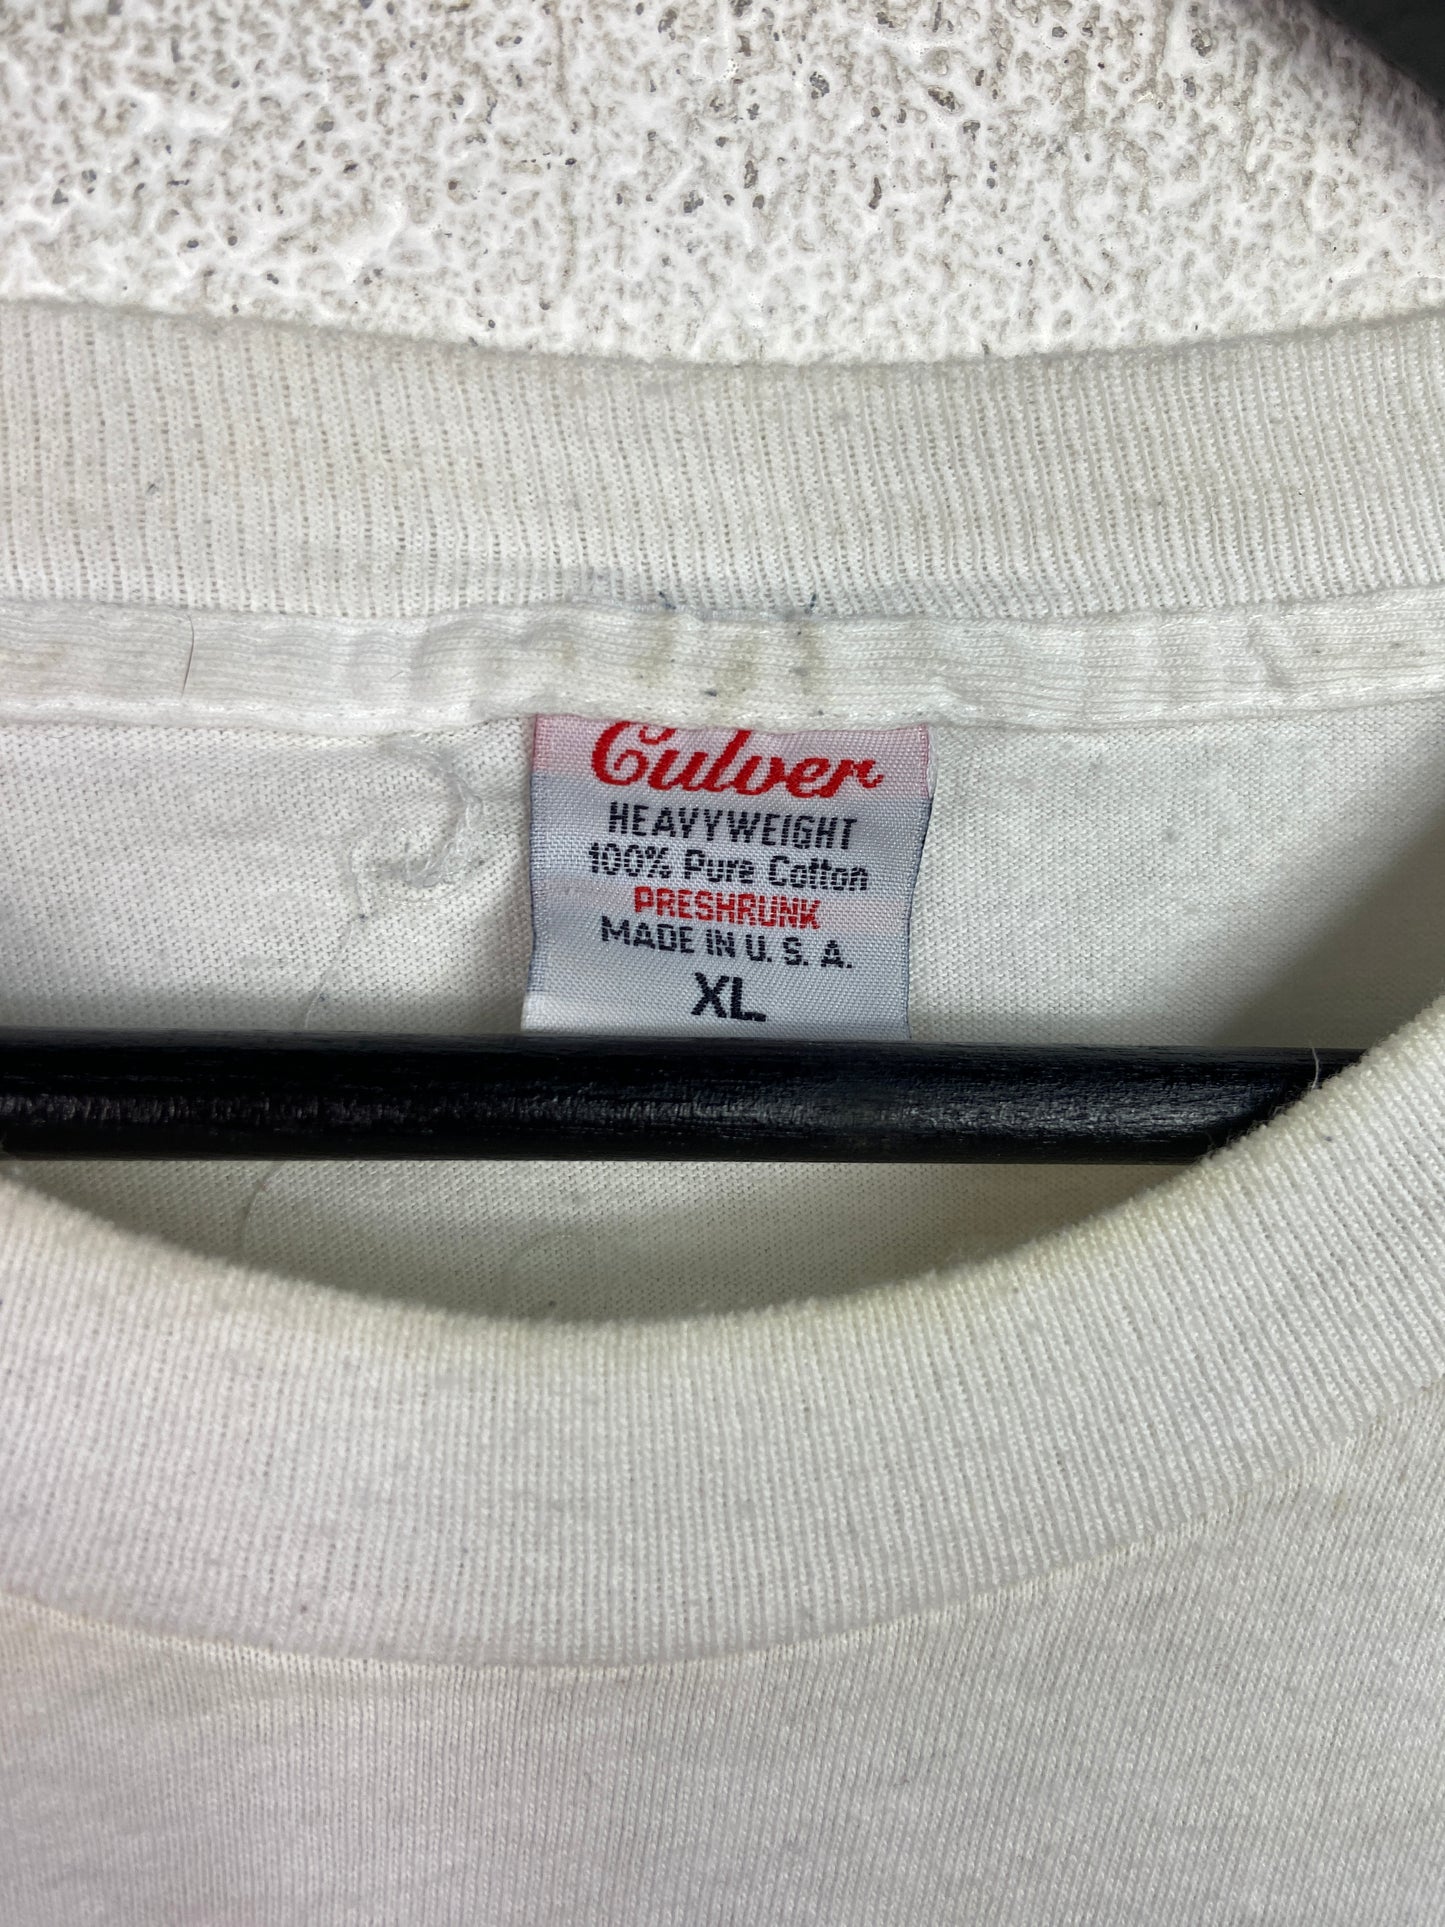 Culver
HEAVYWEIGHT
100% Pure Cotton
PRESHRUNK
MADE IN U. S. A.
XL